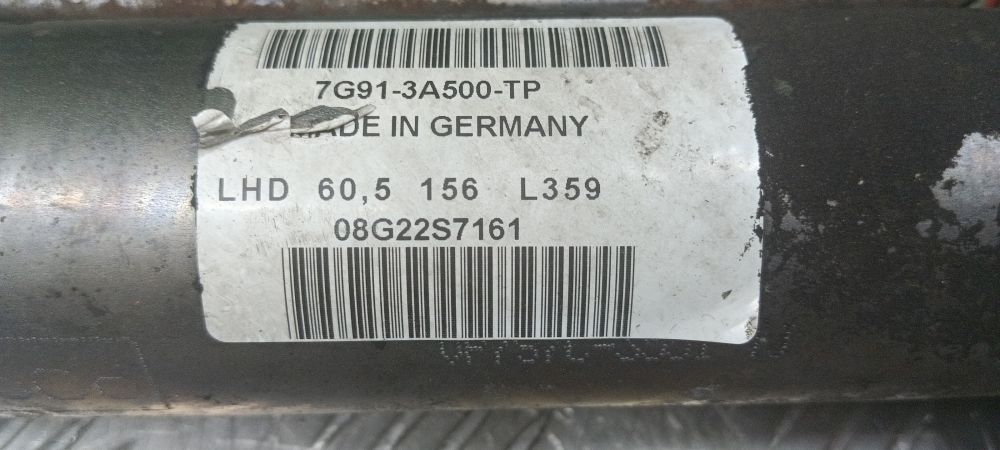 7G91-3A500-TP
MADE IN GERMANY
LHD 60,5 156 L359
08G22S7161